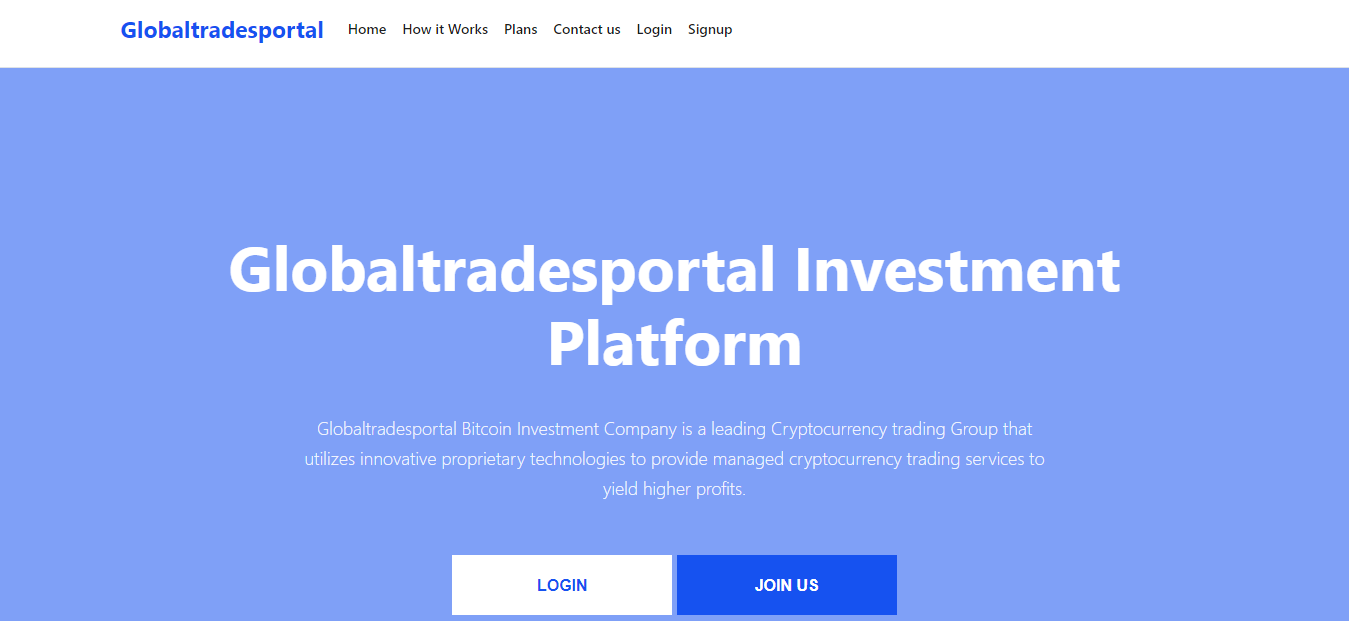 Globaltradesportal Home How it Works Plans Contact us Login Signup
Globaltradesportal Investment
Platform
Globaltradesportal Bitcoin Investment Company is a leading Cryptocurrency trading Group that
utilizes innovative proprietary technologies to provide managed cryptocurrency trading services to
yield higher profits.
LOGIN JOIN US